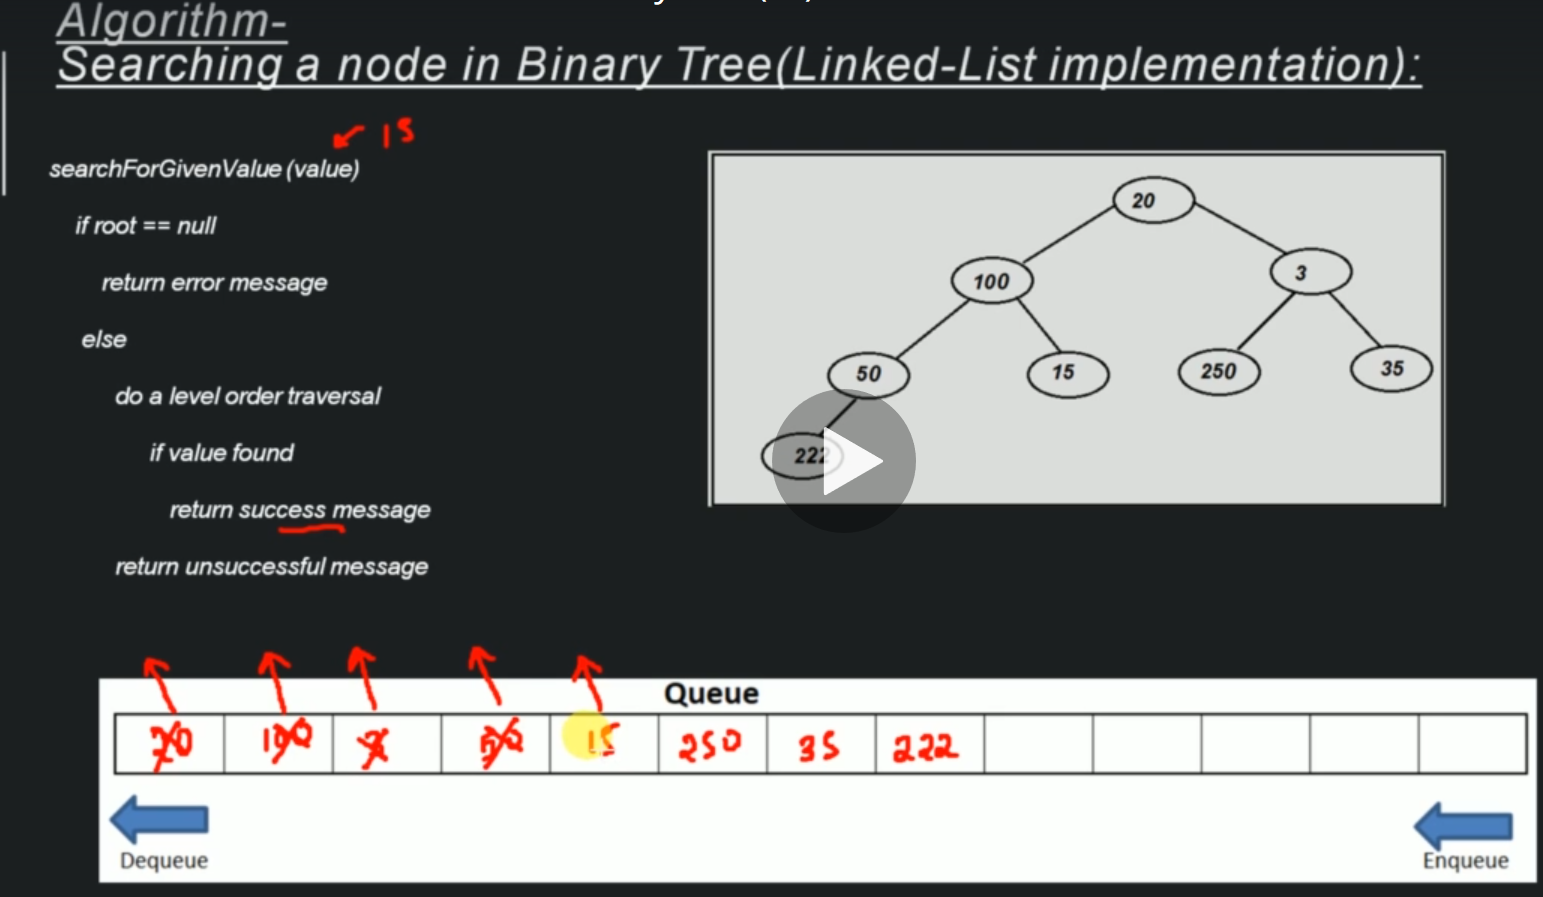 Algorithm-
Searching a node in Binary Tree(Linked-List implementation):
15
searchForGivenValue (value)
if root == null
return error message
else
do a level order traversal
if value found
return success message
return unsuccessful message
20
100
3
50
15
250
35
222
Queue
20 100 3 50 15 250 35 222
Dequeue
Enqueue